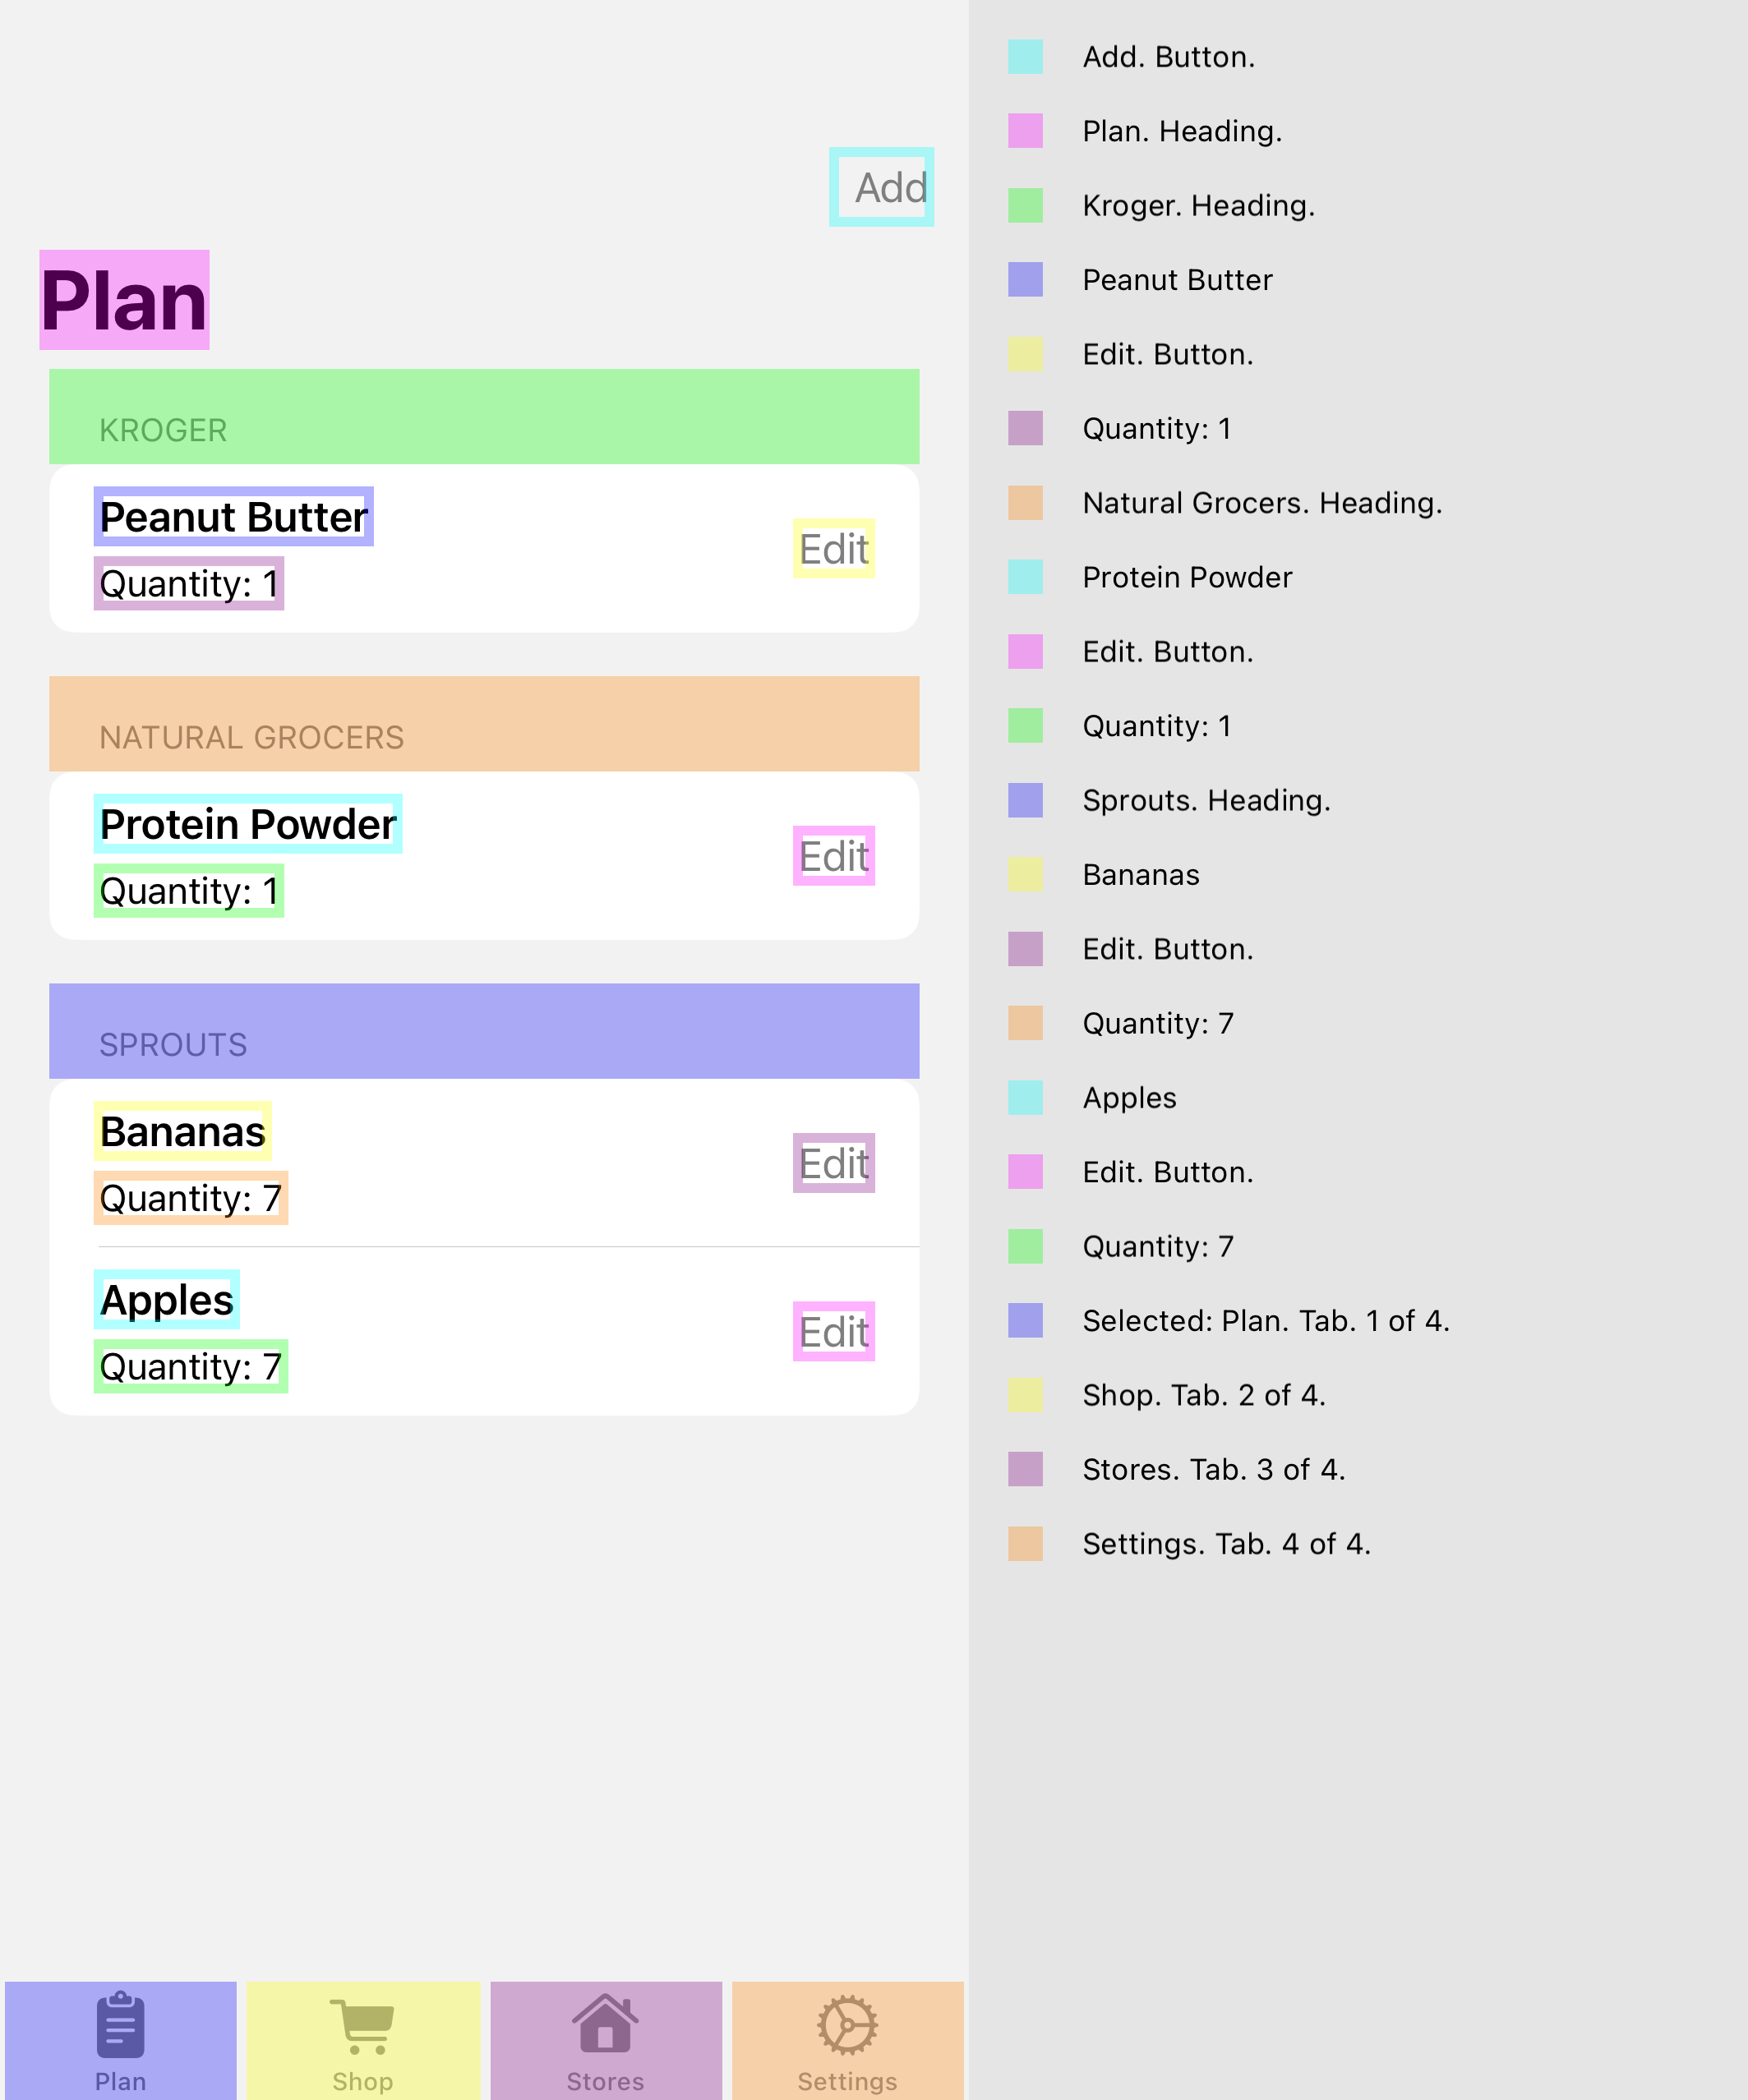 Add
Plan
KROGER
Peanut Butter
Edit
Quantity: 1
NATURAL GROCERS
Protein Powder
Edit
Quantity: 1
SPROUTS
Bananas
Edit
Quantity: 7
Apples
Edit
Quantity: 7
Plan
Shop
Stores
Settings
Add. Button.
Plan. Heading.
Kroger. Heading.
Peanut Butter
Edit. Button.
Quantity: 1
Natural Grocers. Heading.
Protein Powder
Edit. Button.
Quantity: 1
Sprouts. Heading.
Bananas
Edit. Button.
Quantity: 7
Apples
Edit. Button.
Quantity: 7
Selected: Plan. Tab. 1 of 4.
Shop. Tab. 2 of 4.
Stores. Tab. 3 of 4.
Settings. Tab. 4 of 4.